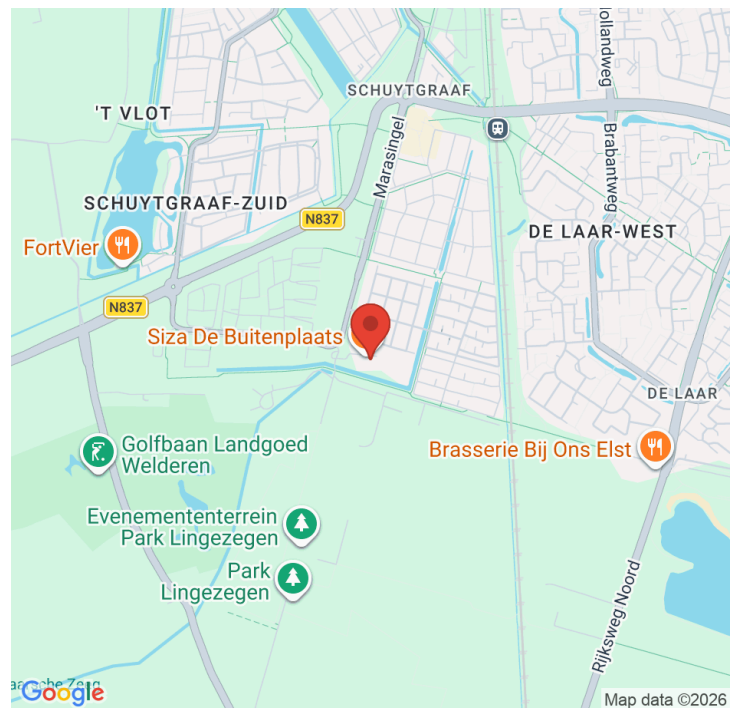 Hollandweg
SCHUYTGRAAF
'T VLOT
Marasingel
Brabantweg
SCHUYTGRAAF-ZUID
N837
DE LAAR-WEST
FortVier
N837
Siza De Buitenplaats
DE LAAR
Golfbaan Landgoed
Welderen
Brasserie Bij Ons Elst
Evenemententerrein
Park Lingezegen
Park
Lingezegen
Rijksweg Noord
Google
Map data ©2026